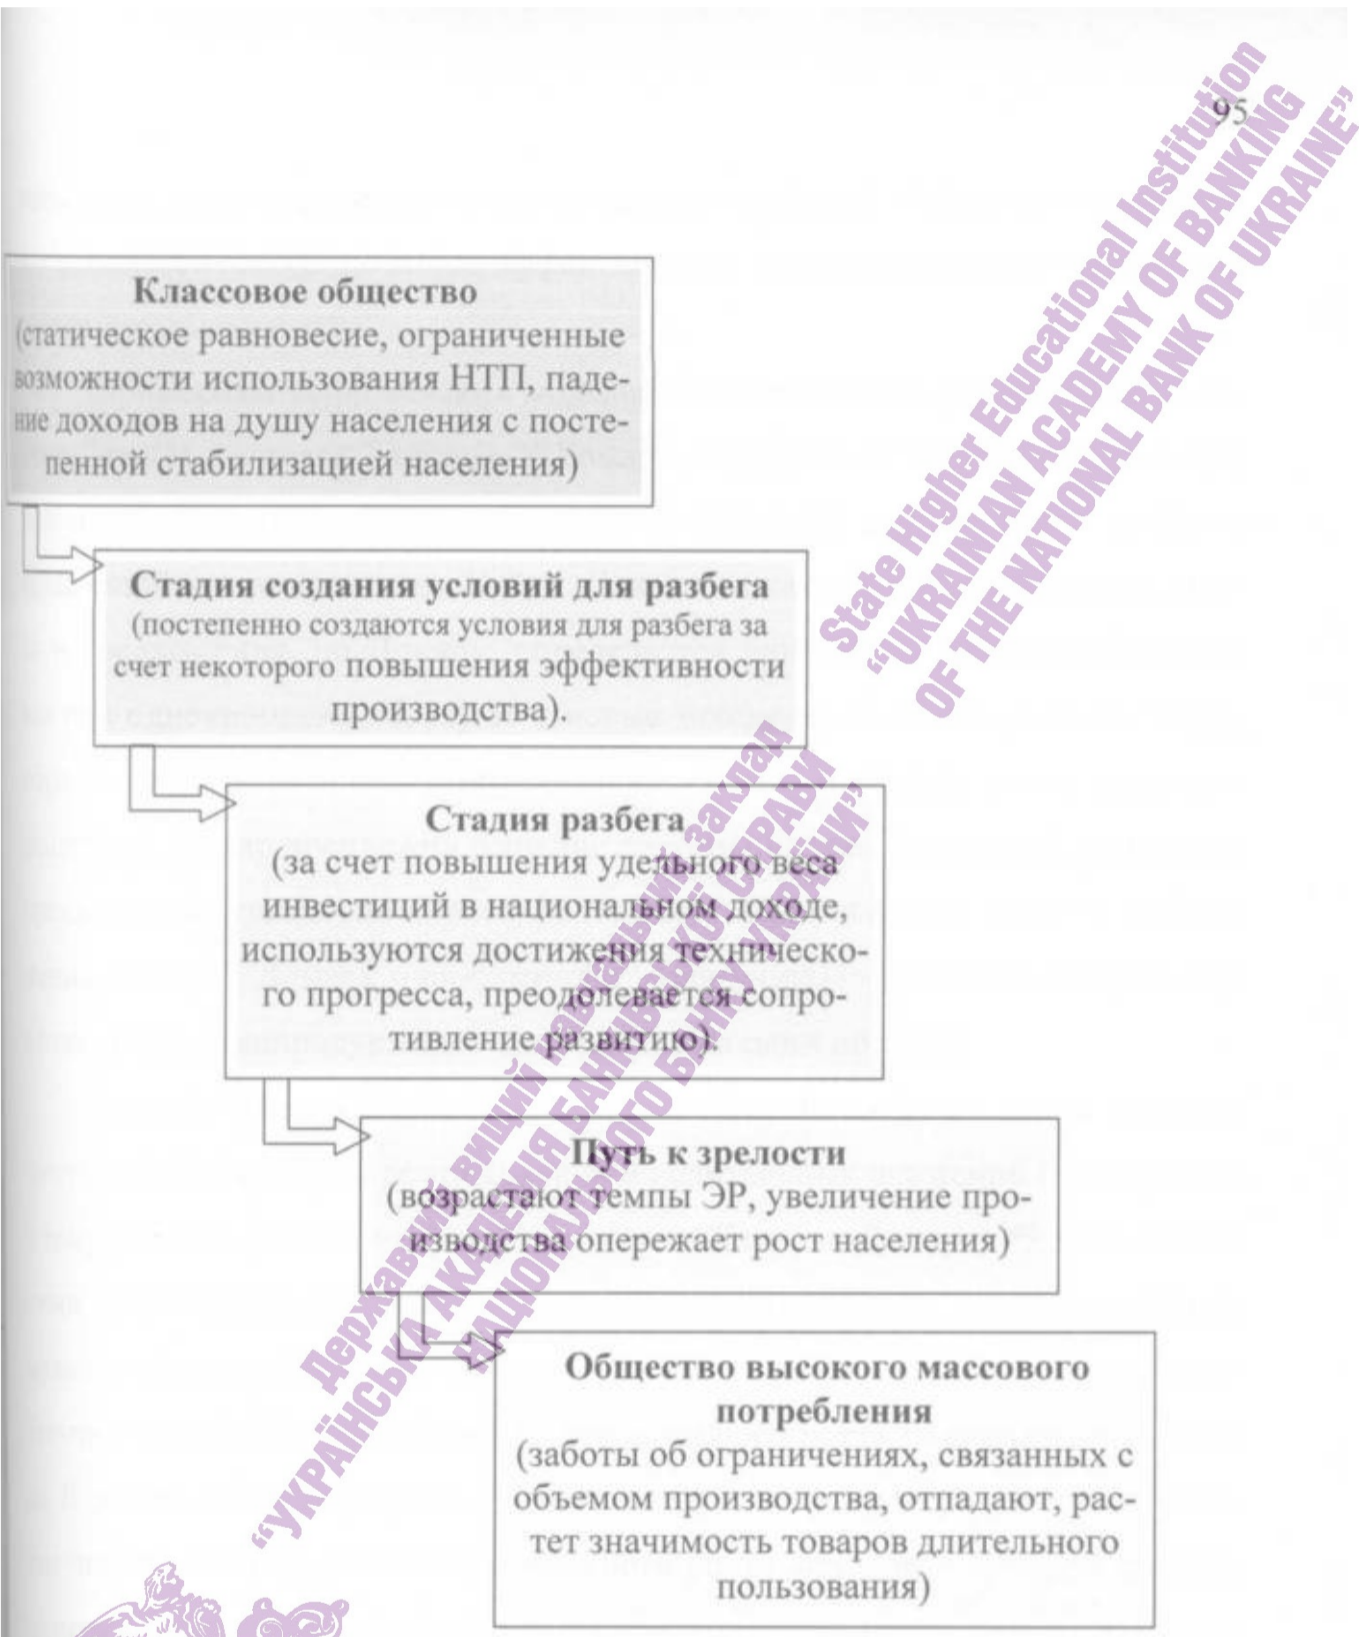 95
State Higher Educational Institution
“UKRAINIAN ACADEMY OF BANKING
OF THE NATIONAL BANK OF UKRAINE”
Классовое общество
(статическое равновесие, ограниченные
возможности использования НТП, паде-
ние доходов на душу населения с посте-
пенной стабилизацией населения)
Стадия создания условий для разбега
(постепенно создаются условия для разбега за
счет некоторого повышения эффективности
производства).
Стадия разбега
(за счет повышения удельного веса
инвестиций в национальном доходе,
используются достижения техническо-
го прогресса, преодолевается сопро-
тивление развитию).
Путь к зрелости
(возрастают темпы ЭР, увеличение про-
изводства опережает рост населения)
Общество высокого массового
потребления
(заботы об ограничениях, связанных с
объемом производства, отпадают, рас-
тет значимость товаров длительного
пользования)
Державний вищий навчальний заклад
“УКРАЇНСЬКА АКАДЕМІЯ БАНКІВСЬКОЇ СПРАВИ
НАЦІОНАЛЬНОГО БАНКУ УКРАЇНИ”